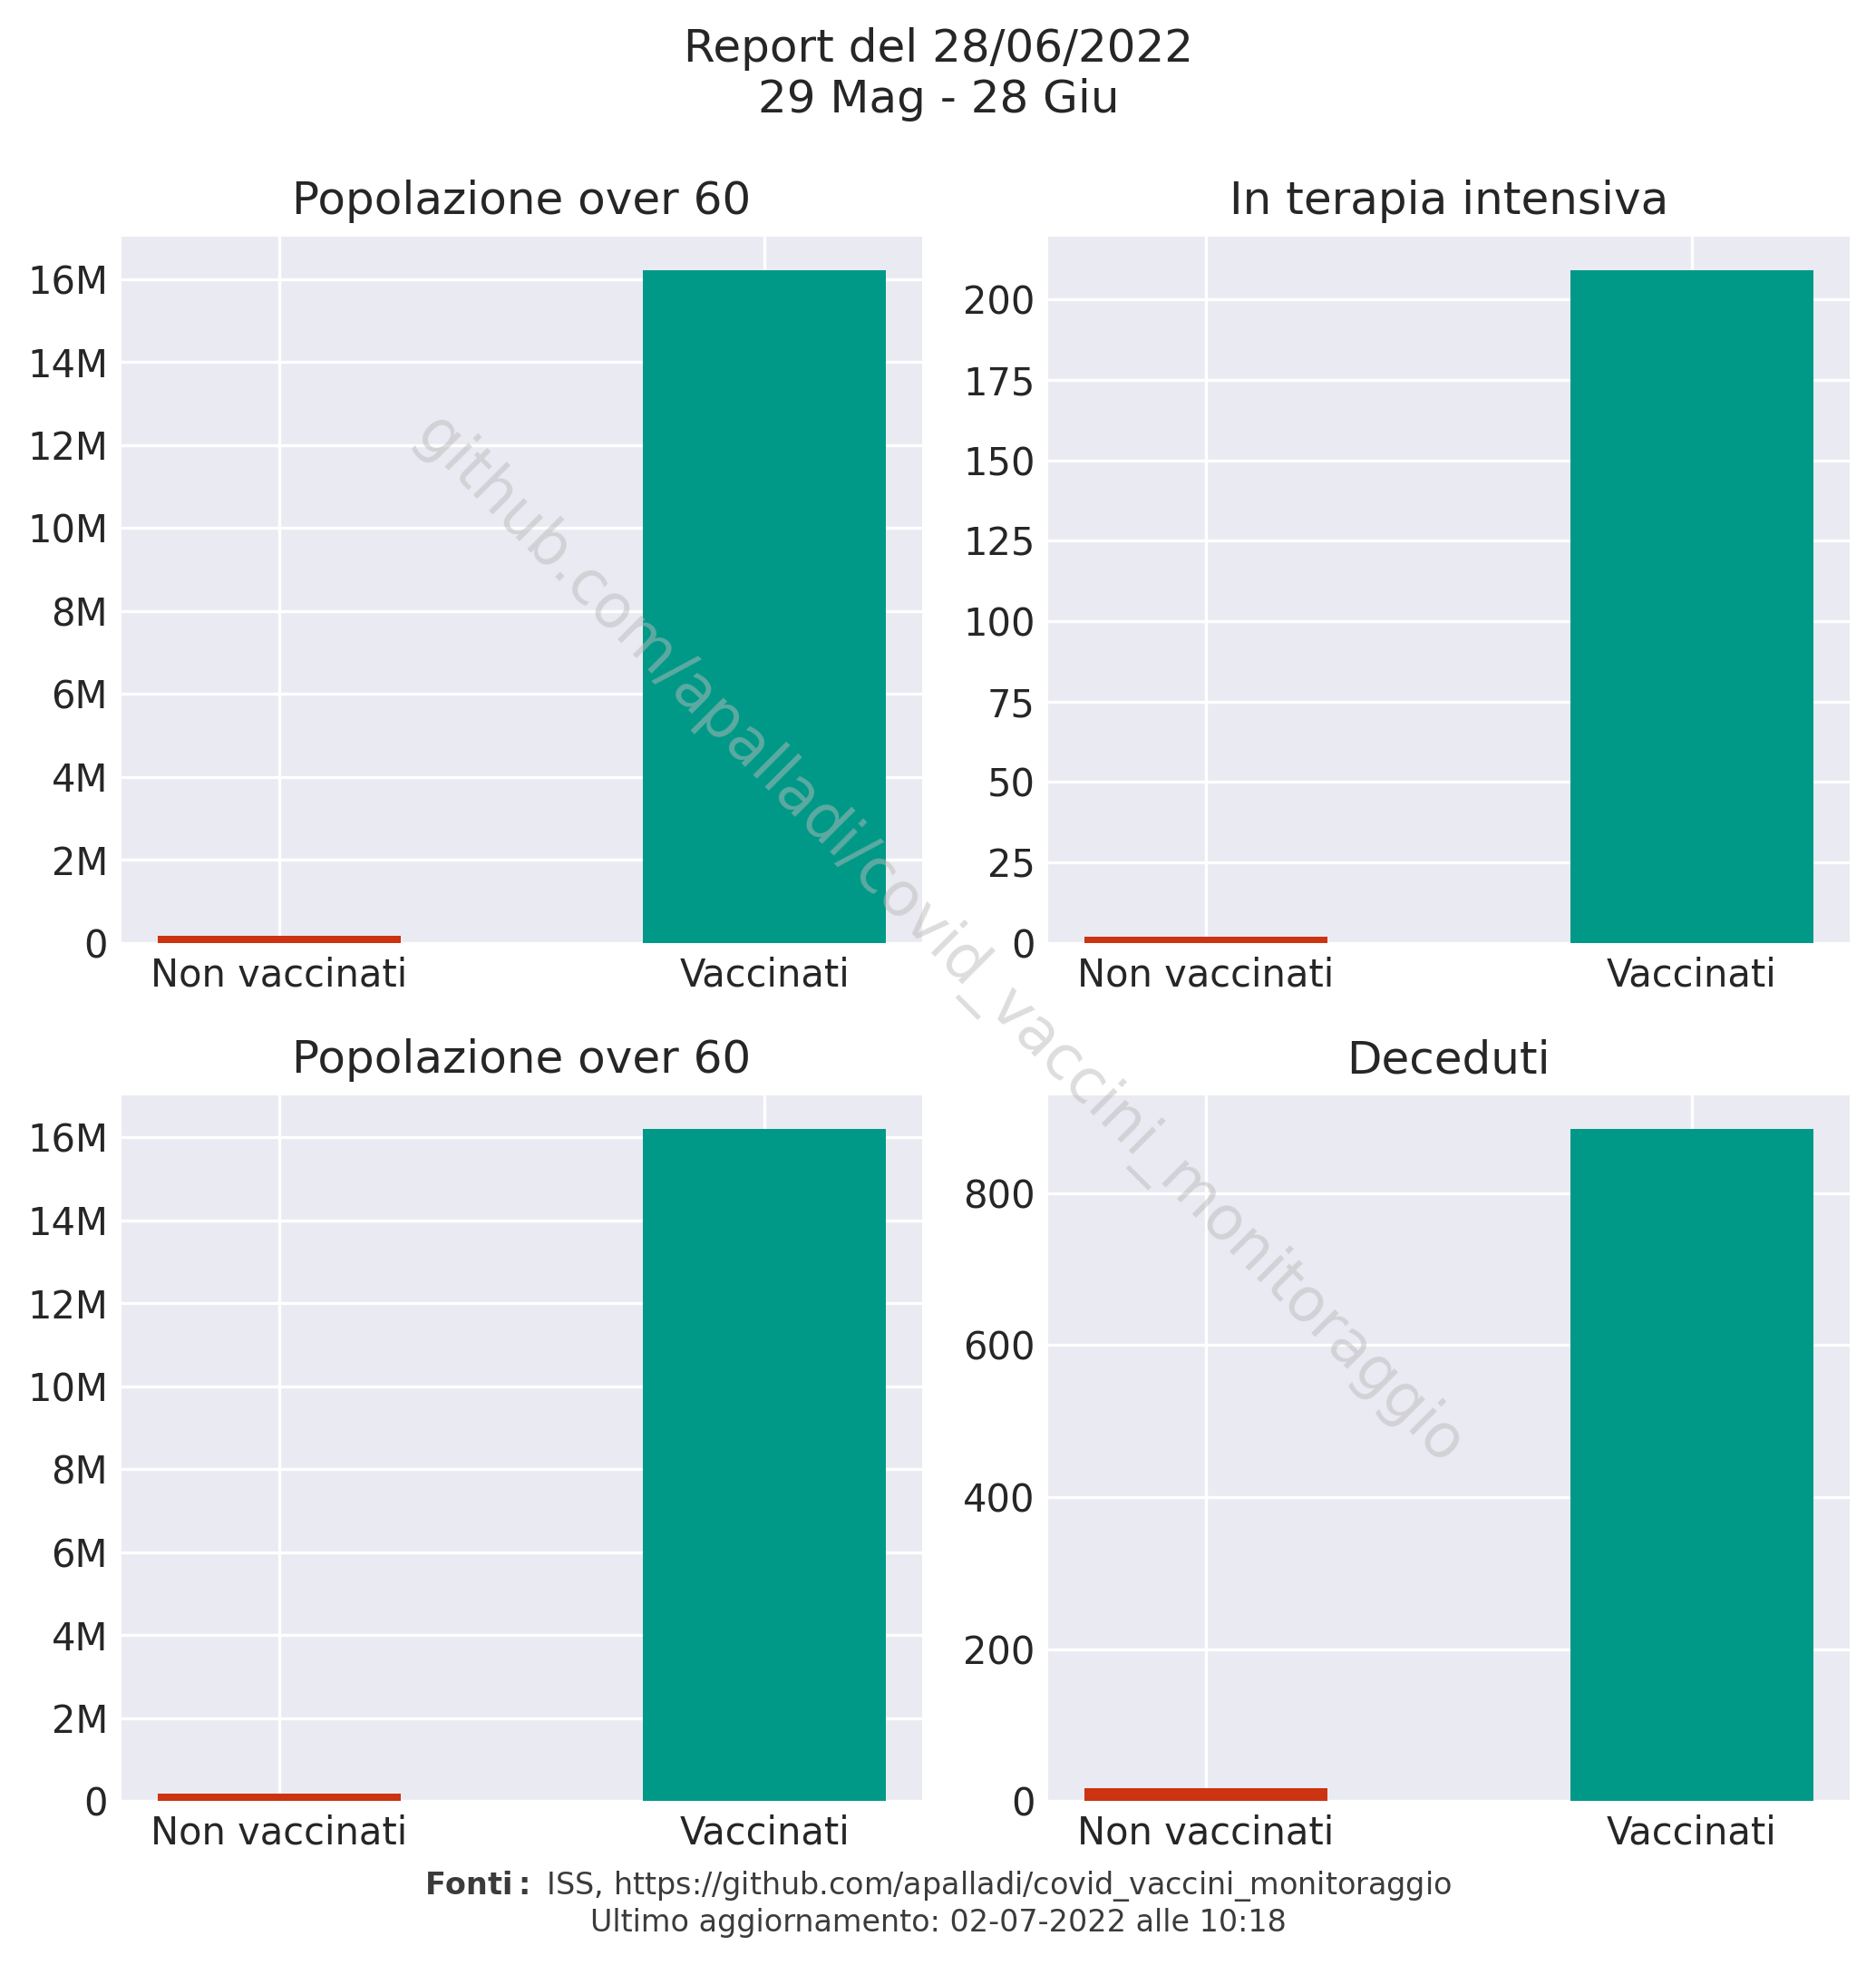 Report del 28/06/2022
29 Mag - 28 Giu
Popolazione over 60
16M
14M
12M
10M
8M
6M
4M
2M
0
Non vaccinati
Vaccinati
In terapia intensiva
200
175
150
125
100
75
50
25
0
Non vaccinati
Vaccinati
Popolazione over 60
16M
14M
12M
10M
8M
6M
4M
2M
0
Non vaccinati
Vaccinati
Deceduti
800
600
400
200
0
Non vaccinati
Vaccinati
github.com/apalladi/covid_vaccini_monitoraggio
Fonti: ISS, https://github.com/apalladi/covid_vaccini_monitoraggio
Ultimo aggiornamento: 02-07-2022 alle 10:18